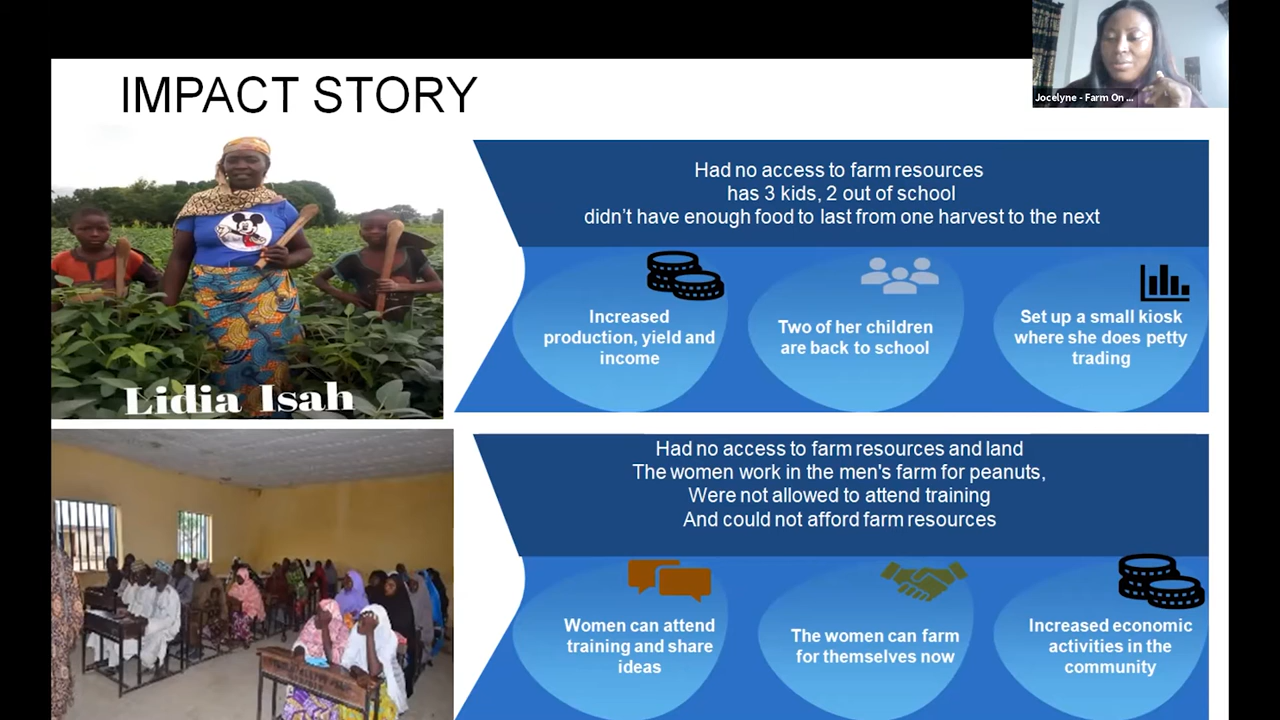 Jocelyne - Farm On ...
IMPACT STORY
Lidia Isah
Had no access to farm resources
has 3 kids, 2 out of school
didn't have enough food to last from one harvest to the next
Increased
production, yield and
income
Two of her children
are back to school
Set up a small kiosk
where she does petty
trading
Had no access to farm resources and land
The women work in the men's farm for peanuts,
Were not allowed to attend training
And could not afford farm resources
Women can attend
training and share
ideas
The women can farm
for themselves now
Increased economic
activities in the
community